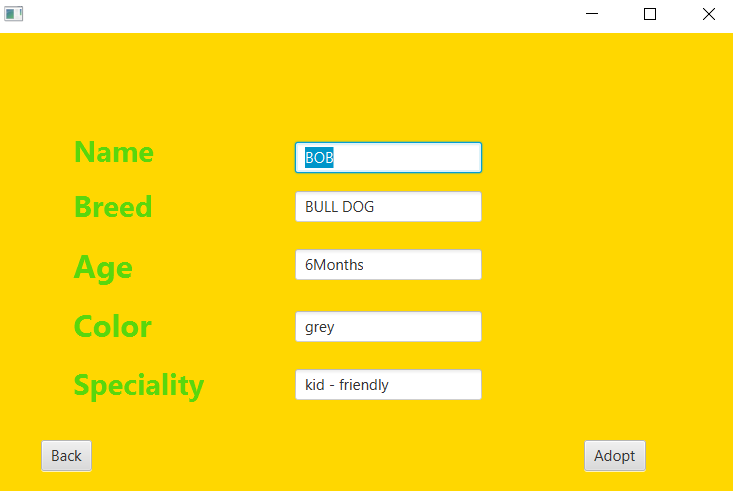 Name
BOB
Breed
BULL DOG
Age
6Months
Color
grey
Speciality
kid - friendly
Back
Adopt